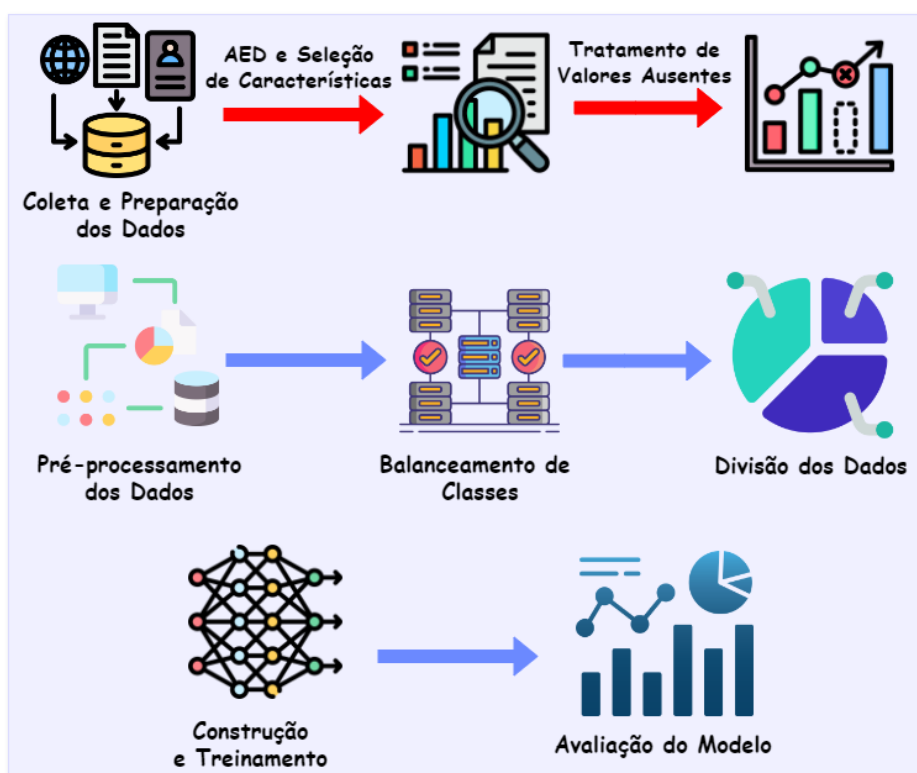 AED e Seleção
de Características
Tratamento de
Valores Ausentes
Coleta e Preparação
dos Dados
Pré-processamento
dos Dados
Balanceamento de
Classes
Divisão dos Dados
Construção
e Treinamento
Avaliação do Modelo